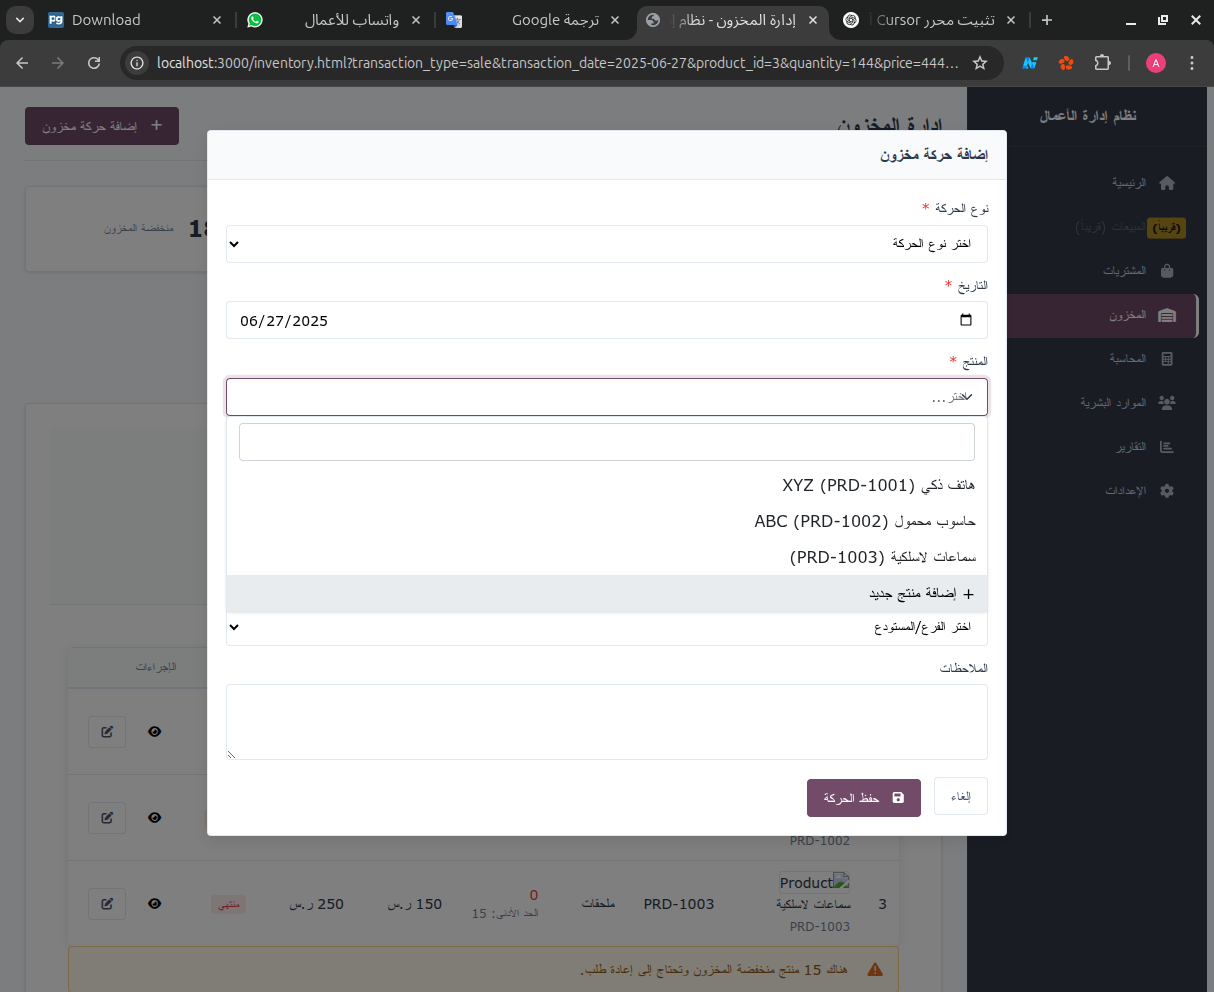 Download
واتساب للأعمال
ترجمة Google
إدارة المخزون - نظام
تثبيت محرر Cursor
localhost:3000/inventory.html?transaction_type=sale&transaction_date=2025-06-27&product_id=3&quantity=144&price=444...
A
نظام إدارة الأعمال
الرئيسية
المبيعات (قريباً) (قريباً)
المشتريات
المخزون
المحاسبة
الموارد البشرية
التقارير
الإعدادات
إدارة المخزون
+ إضافة حركة مخزون
منخفضة المخزون
إضافة حركة مخزون
نوع الحركة *
اختر نوع الحركة
التاريخ *
06/27/2025
المنتج *
اختر...
هاتف ذكي XYZ (PRD-1001)
حاسوب محمول ABC (PRD-1002)
سماعات لاسلكية (PRD-1003)
+ إضافة منتج جديد
اختر الفرع/المستودع
الملاحظات
إلغاء
حفظ الحركة
الإجراءات
PRD-1002
3
Product
سماعات لاسلكية
PRD-1003
PRD-1003
ملحقات
0
الحد الأدنى: 15
150 ر.س
250 ر.س
منتهي
هناك 15 منتج منخفضة المخزون وتحتاج إلى إعادة طلب.